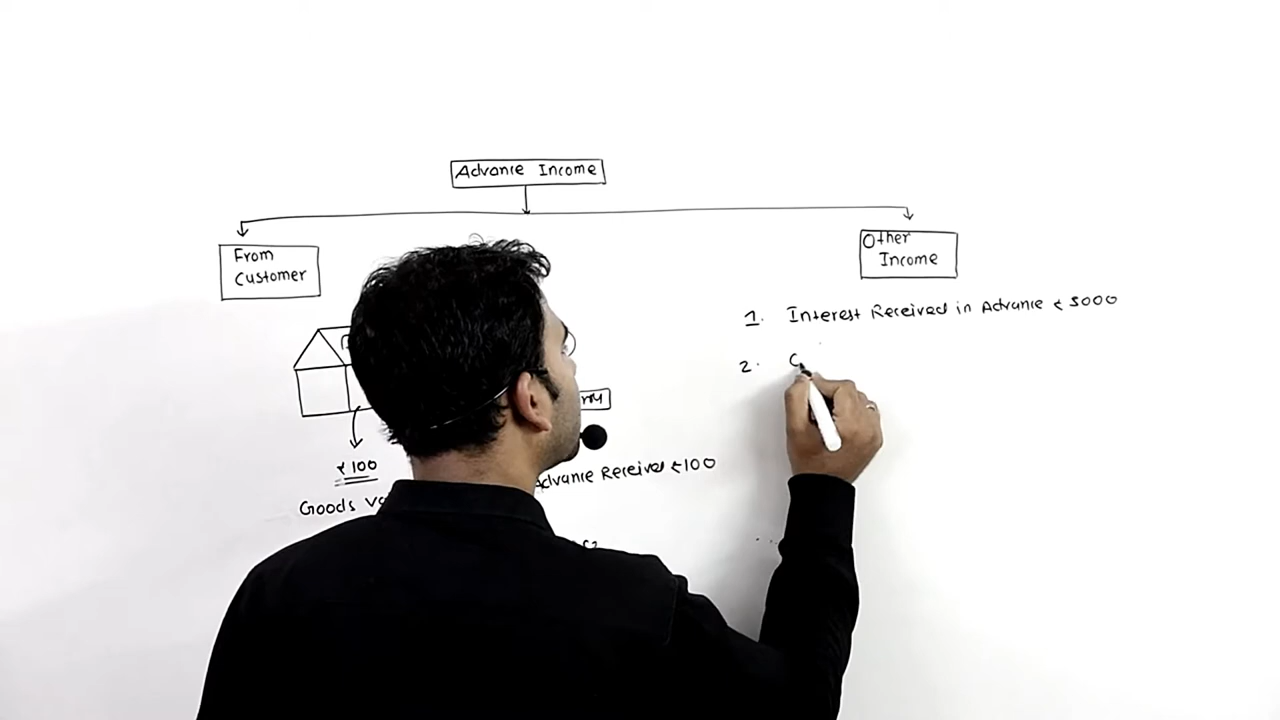 Advance Income
From
Customer
Other
Income
1. Interest Received in Advance ₹ 5000
2.
₹100
Advance Received ₹100
Goods